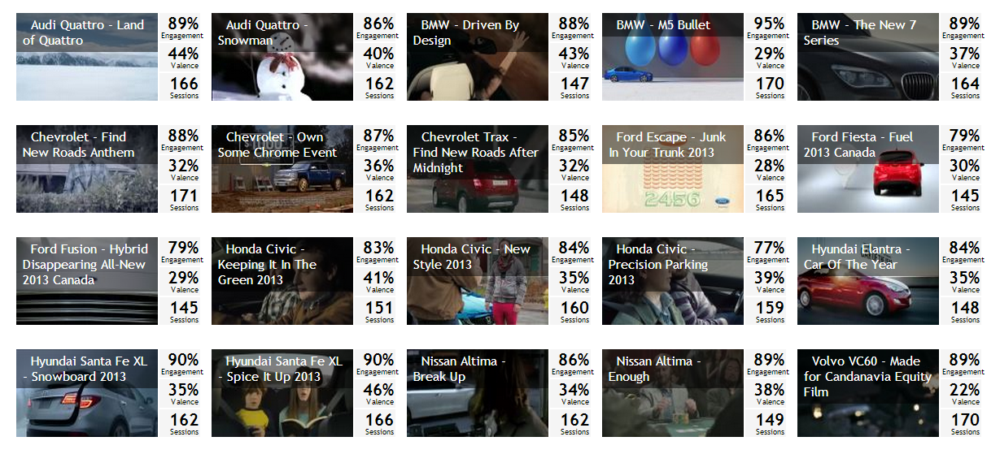 Audi Quattro - Land
of Quattro
89%
Engagement
44%
Valence
166
Sessions
Audi Quattro -
Snowman
86%
Engagement
40%
Valence
162
Sessions
BMW - Driven By
Design
88%
Engagement
43%
Valence
147
Sessions
BMW - M5 Bullet
95%
Engagement
29%
Valence
170
Sessions
BMW - The New 7
Series
89%
Engagement
37%
Valence
164
Sessions
Chevrolet - Find
New Roads Anthem
88%
Engagement
32%
Valence
171
Sessions
Chevrolet - Own
Some Chrome Event
87%
Engagement
36%
Valence
162
Sessions
Chevrolet Trax -
Find New Roads After
Midnight
85%
Engagement
32%
Valence
148
Sessions
Ford Escape - Junk
In Your Trunk 2013
2456
86%
Engagement
28%
Valence
165
Sessions
Ford Fiesta - Fuel
2013 Canada
79%
Engagement
30%
Valence
145
Sessions
Ford Fusion - Hybrid
Disappearing All-New
2013 Canada
79%
Engagement
29%
Valence
145
Sessions
Honda Civic -
Keeping It In The
Green 2013
83%
Engagement
41%
Valence
151
Sessions
Honda Civic - New
Style 2013
84%
Engagement
35%
Valence
160
Sessions
Honda Civic -
Precision Parking
2013
77%
Engagement
39%
Valence
159
Sessions
Hyundai Elantra -
Car Of The Year
84%
Engagement
35%
Valence
148
Sessions
Hyundai Santa Fe XL
- Snowboard 2013
90%
Engagement
35%
Valence
162
Sessions
Hyundai Santa Fe XL
- Spice It Up 2013
90%
Engagement
46%
Valence
166
Sessions
Nissan Altima -
Break Up
86%
Engagement
34%
Valence
162
Sessions
Nissan Altima -
Enough
89%
Engagement
38%
Valence
149
Sessions
Volvo VC60 - Made
for Candanavia Equity
Film
89%
Engagement
22%
Valence
170
Sessions